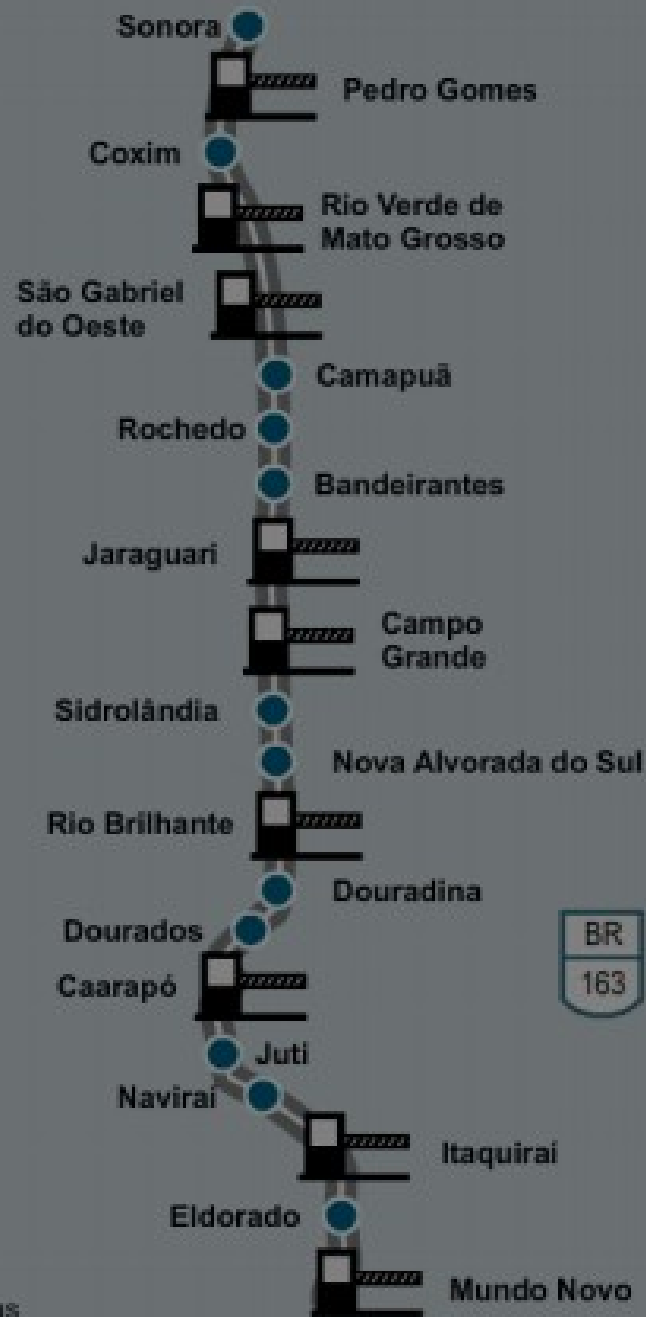 Sonora
Pedro Gomes
Coxim
Rio Verde de
Mato Grosso
São Gabriel
do Oeste
Camapuã
Rochedo
Bandeirantes
Jaraguari
Campo
Grande
Sidrolândia
Nova Alvorada do Sul
Rio Brilhante
Douradina
Dourados
BR
163
Caarapó
Juti
Naviraí
Itaquiraí
Eldorado
Mundo Novo